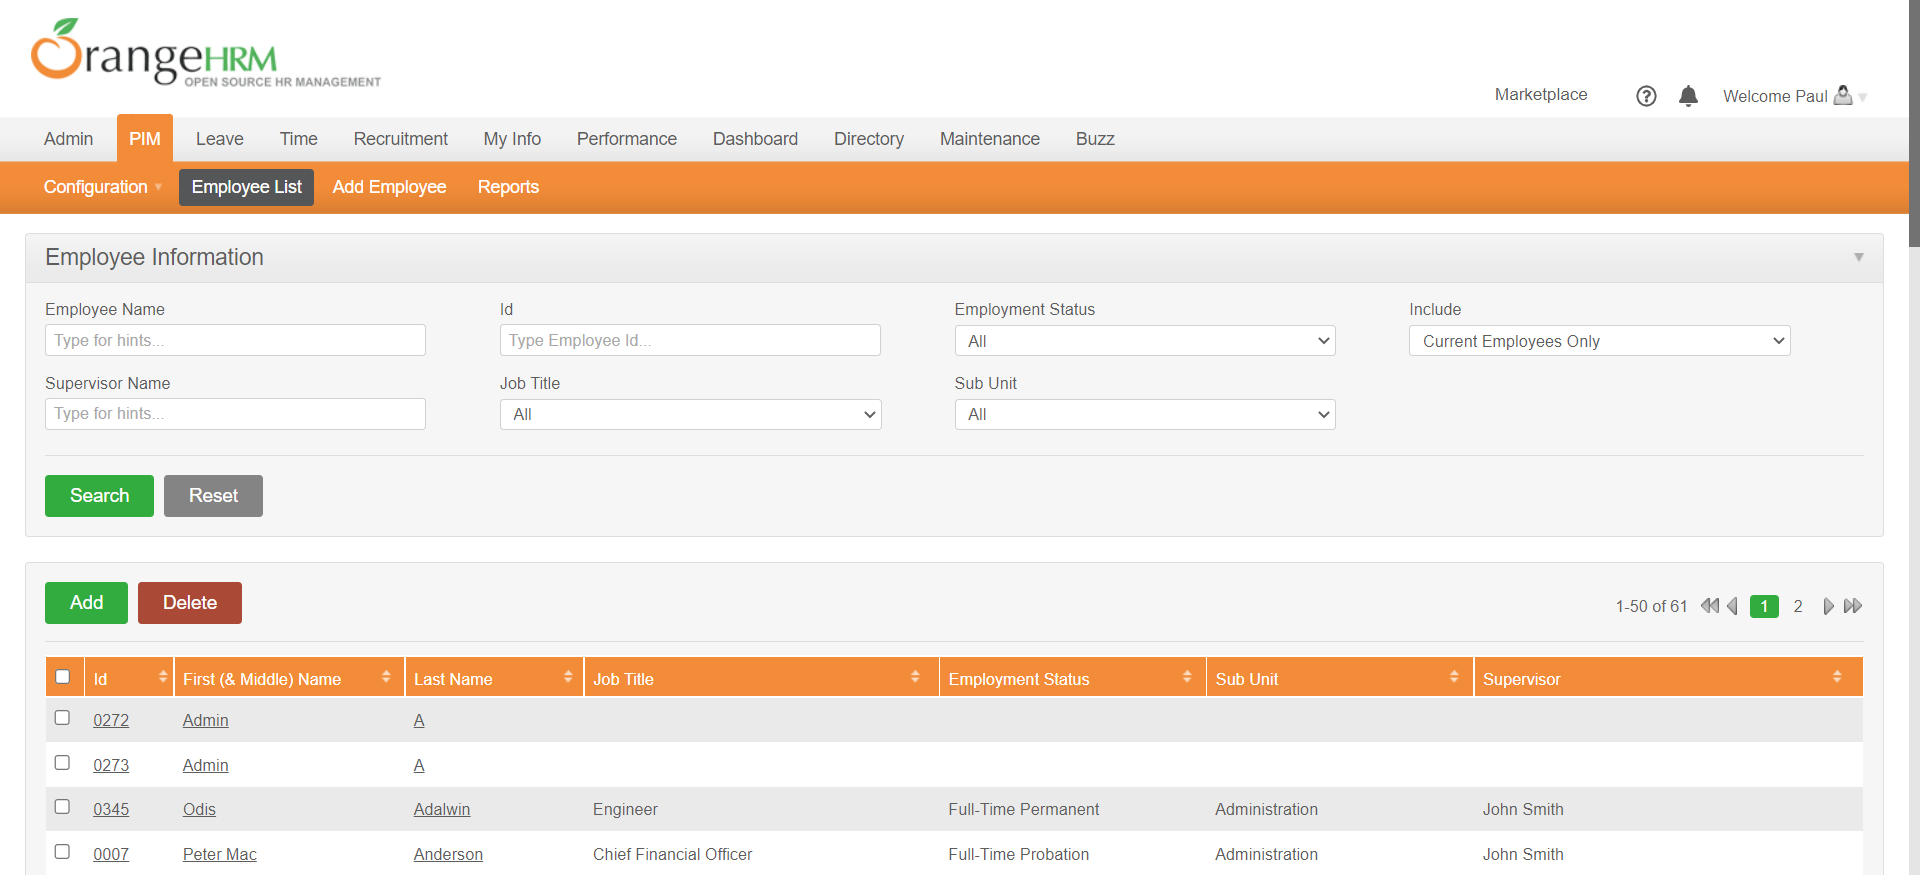 OrangeHRM
OPEN SOURCE HR MANAGEMENT
Marketplace
Welcome Paul
Admin PIM Leave Time Recruitment My Info Performance Dashboard Directory Maintenance Buzz
Configuration Employee List Add Employee Reports
Employee Information
Employee Name Id Employment Status Include
Type for hints... Type Employee Id... All Current Employees Only
Supervisor Name Job Title Sub Unit
Type for hints... All All
Search Reset
Add Delete 1-50 of 61 1 2
Id First (& Middle) Name Last Name Job Title Employment Status Sub Unit Supervisor
0272 Admin A
0273 Admin A
0345 Odis Adalwin Engineer Full-Time Permanent Administration John Smith
0007 Peter Mac Anderson Chief Financial Officer Full-Time Probation Administration John Smith